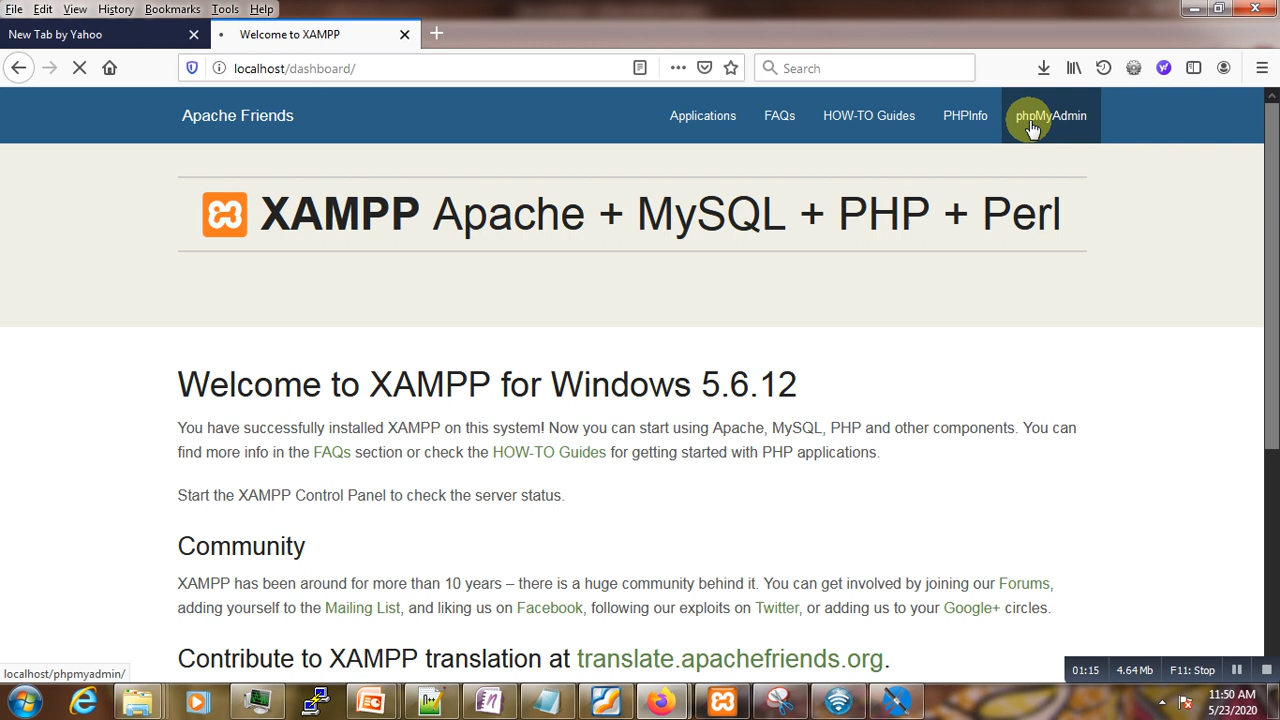 File Edit View History Bookmarks Tools Help
New Tab by Yahoo
Welcome to XAMPP
localhost/dashboard/
Search
Apache Friends
Applications FAQs HOW-TO Guides PHPInfo phpMyAdmin
XAMPP Apache + MySQL + PHP + Perl
Welcome to XAMPP for Windows 5.6.12
You have successfully installed XAMPP on this system! Now you can start using Apache, MySQL, PHP and other components. You can
find more info in the FAQs section or check the HOW-TO Guides for getting started with PHP applications.
Start the XAMPP Control Panel to check the server status.
Community
XAMPP has been around for more than 10 years – there is a huge community behind it. You can get involved by joining our Forums,
adding yourself to the Mailing List, and liking us on Facebook, following our exploits on Twitter, or adding us to your Google+ circles.
Contribute to XAMPP translation at translate.apachefriends.org.
localhost/phpmyadmin/
01:15 4.64 Mb F11: Stop
11:50 AM
5/23/2020